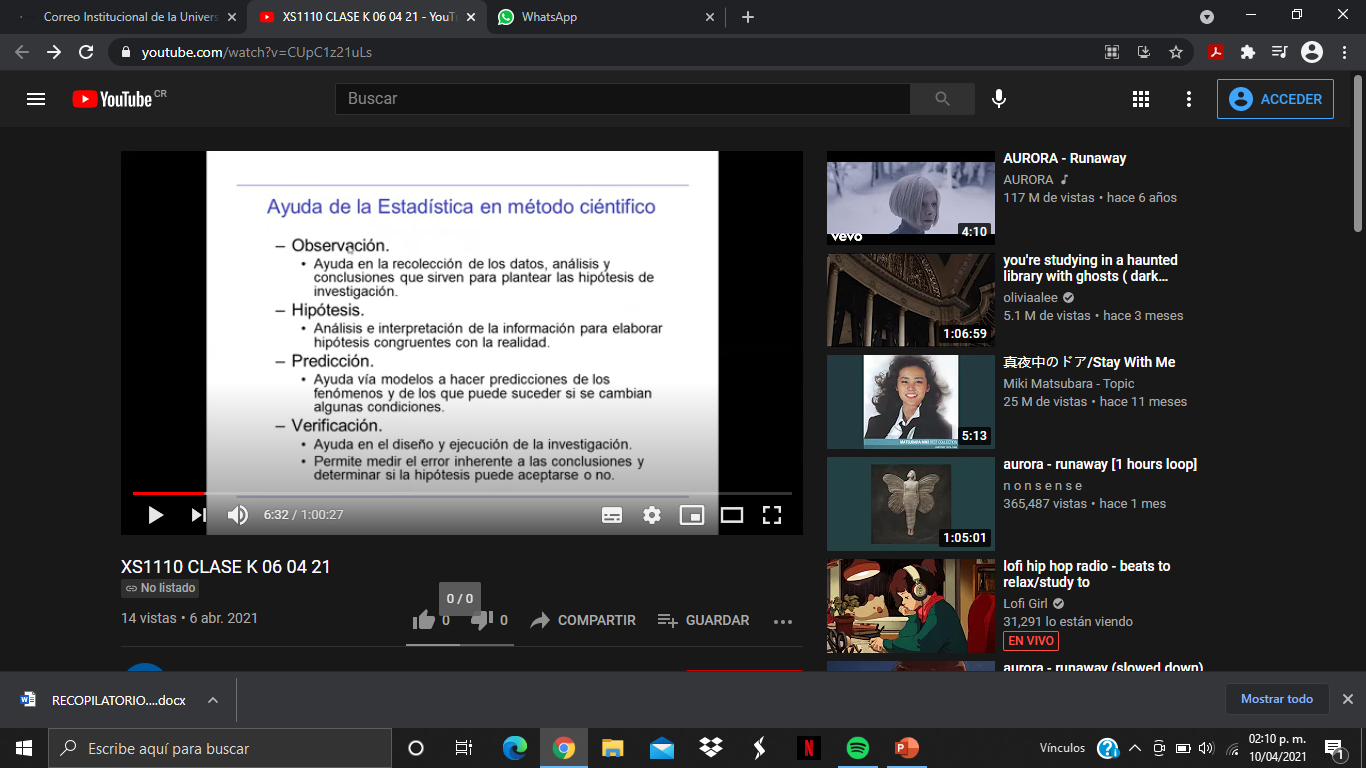 Correo Institucional de la Univers
XS1110 CLASE K 06 04 21 - YouT
WhatsApp
youtube.com/watch?v=CUpC1z21uLs
YouTube CR
Buscar
ACCEDER
Ayuda de la Estadística en método ciéntifico
– Observación.
• Ayuda en la recolección de los datos, análisis y
conclusiones que sirven para plantear las hipótesis de
investigación.
– Hipótesis.
• Análisis e interpretación de la información para elaborar
hipótesis congruentes con la realidad.
– Predicción.
• Ayuda vía modelos a hacer predicciones de los
fenómenos y de los que puede suceder si se cambian
algunas condiciones.
– Verificación.
• Ayuda en el diseño y ejecución de la investigación.
• Permite medir el error inherente a las conclusiones y
determinar si la hipótesis puede aceptarse o no.
6:32 / 1:00:27
XS1110 CLASE K 06 04 21
No listado
14 vistas • 6 abr. 2021
0 / 0
0
0
COMPARTIR
GUARDAR
vevo
4:10
AURORA - Runaway
AURORA
117 M de vistas • hace 6 años
1:06:59
you're studying in a haunted
library with ghosts ( dark...
oliviaalee
5.1 M de vistas • hace 3 meses
MATSUBARA MIKI BEST COLLECTION
5:13
真夜中のドア/Stay With Me
Miki Matsubara - Topic
25 M de vistas • hace 11 meses
1:05:01
aurora - runaway [1 hours loop]
n o n s e n s e
365,487 vistas • hace 1 mes
lofi hip hop radio - beats to
relax/study to
Lofi Girl
31,291 lo están viendo
EN VIVO
aurora - runaway (slowed down)
RECOPILATORIO....docx
Mostrar todo
Escribe aquí para buscar
Vínculos
02:10 p. m.
10/04/2021
1